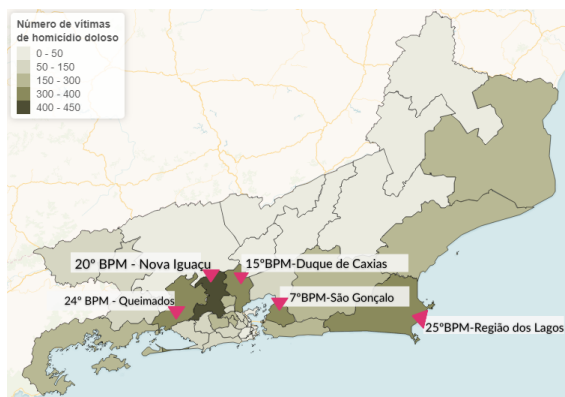 Número de vítimas
de homicídio doloso
0 - 50
50 - 150
150 - 300
300 - 400
400 - 450
20º BPM - Nova Iguaçu
15ºBPM-Duque de Caxias
24º BPM - Queimados
7ºBPM-São Gonçalo
25ºBPM-Região dos Lagos